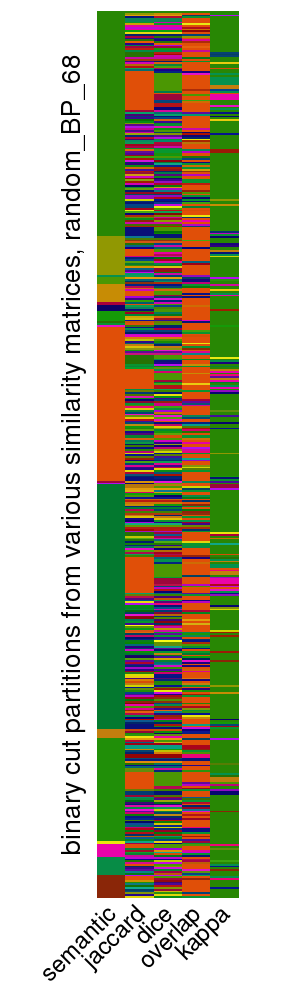 binary cut partitions from various similarity matrices, random_BP_68
semantic
jaccard
dice
overlap
kappa